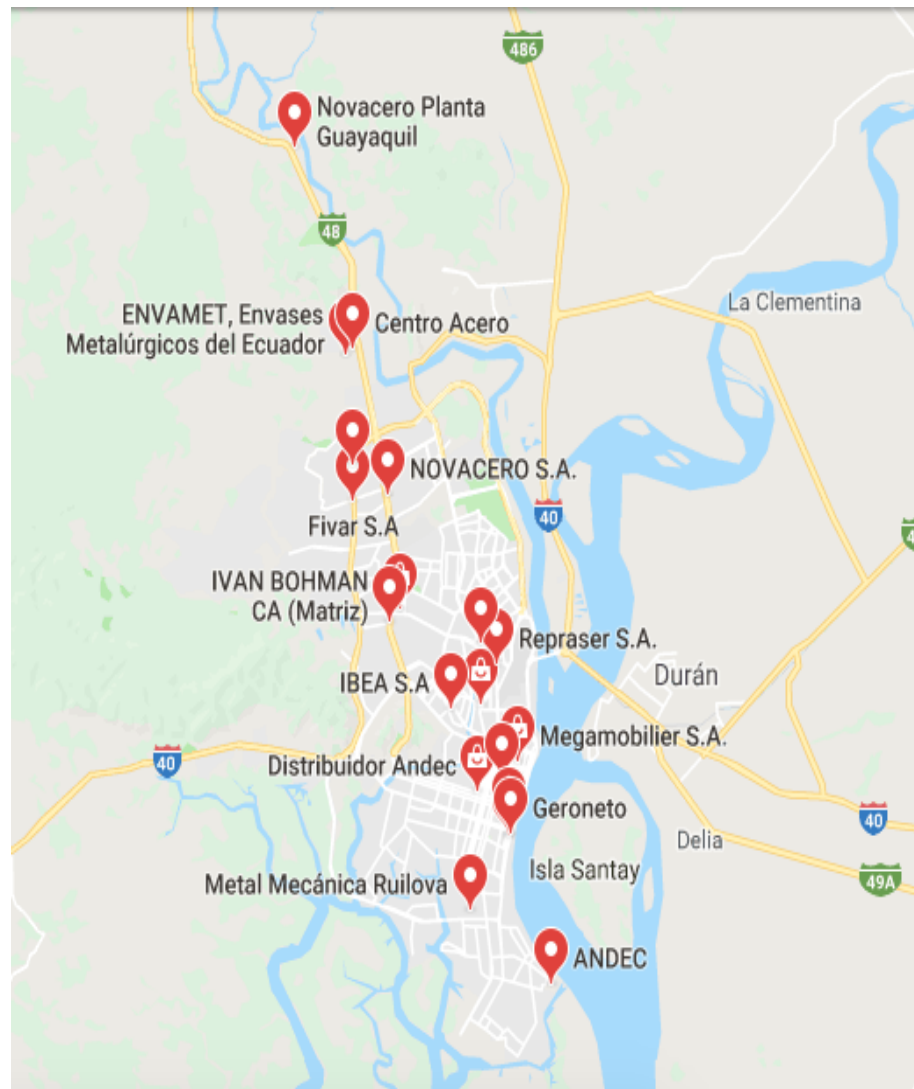 486
Novacero Planta
Guayaquil
48
La Clementina
ENVAMET, Envases
Metalúrgicos del Ecuador
Centro Acero
NOVACERO S.A.
40
Fivar S.A
IVAN BOHMAN
CA (Matriz)
Repraser S.A.
IBEA S.A
Durán
Megamobilier S.A.
40
Distribuidor Andec
Geroneto
40
Delia
Isla Santay
49A
Metal Mecánica Ruilova
ANDEC